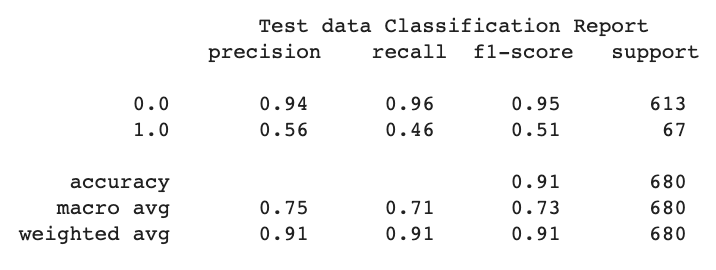 Test data Classification Report
precision recall f1-score support
0.0 0.94 0.96 0.95 613
1.0 0.56 0.46 0.51 67
accuracy 0.91 680
macro avg 0.75 0.71 0.73 680
weighted avg 0.91 0.91 0.91 680